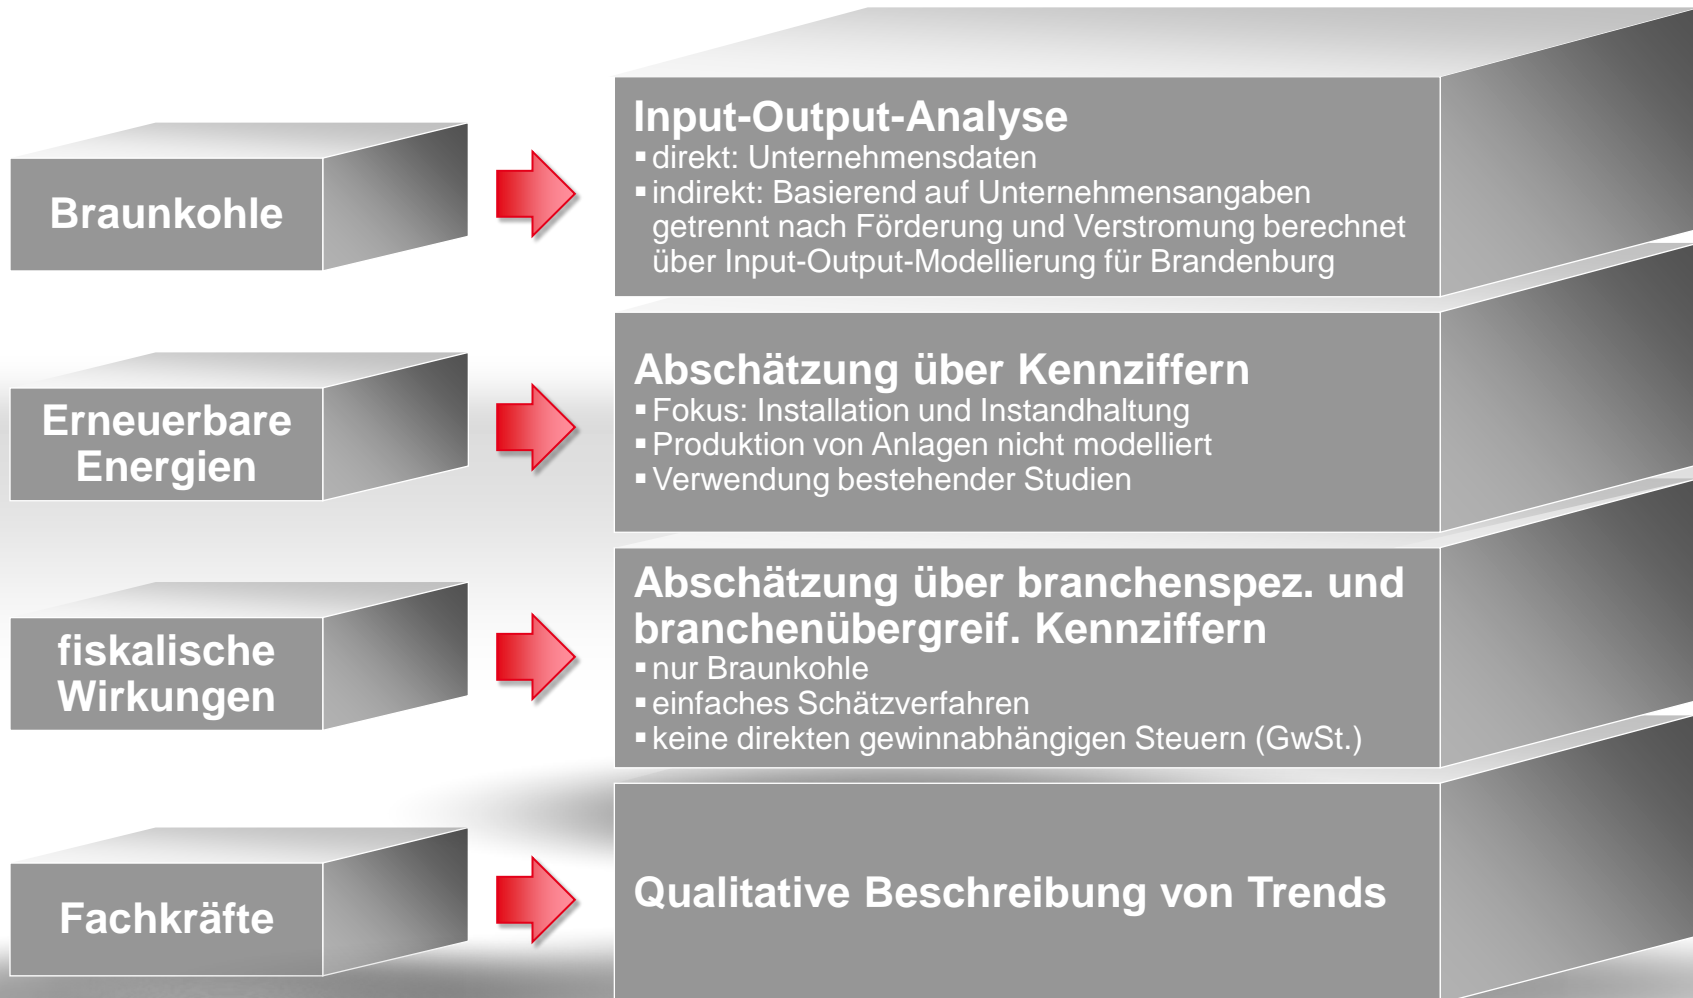 Braunkohle
Input-Output-Analyse
▪ direkt: Unternehmensdaten
▪ indirekt: Basierend auf Unternehmensangaben
getrennt nach Förderung und Verstromung berechnet
über Input-Output-Modellierung für Brandenburg
Erneuerbare
Energien
Abschätzung über Kennziffern
▪ Fokus: Installation und Instandhaltung
▪ Produktion von Anlagen nicht modelliert
▪ Verwendung bestehender Studien
fiskalische
Wirkungen
Abschätzung über branchenspez. und
branchenübergreif. Kennziffern
▪ nur Braunkohle
▪ einfaches Schätzverfahren
▪ keine direkten gewinnabhängigen Steuern (GwSt.)
Fachkräfte
Qualitative Beschreibung von Trends